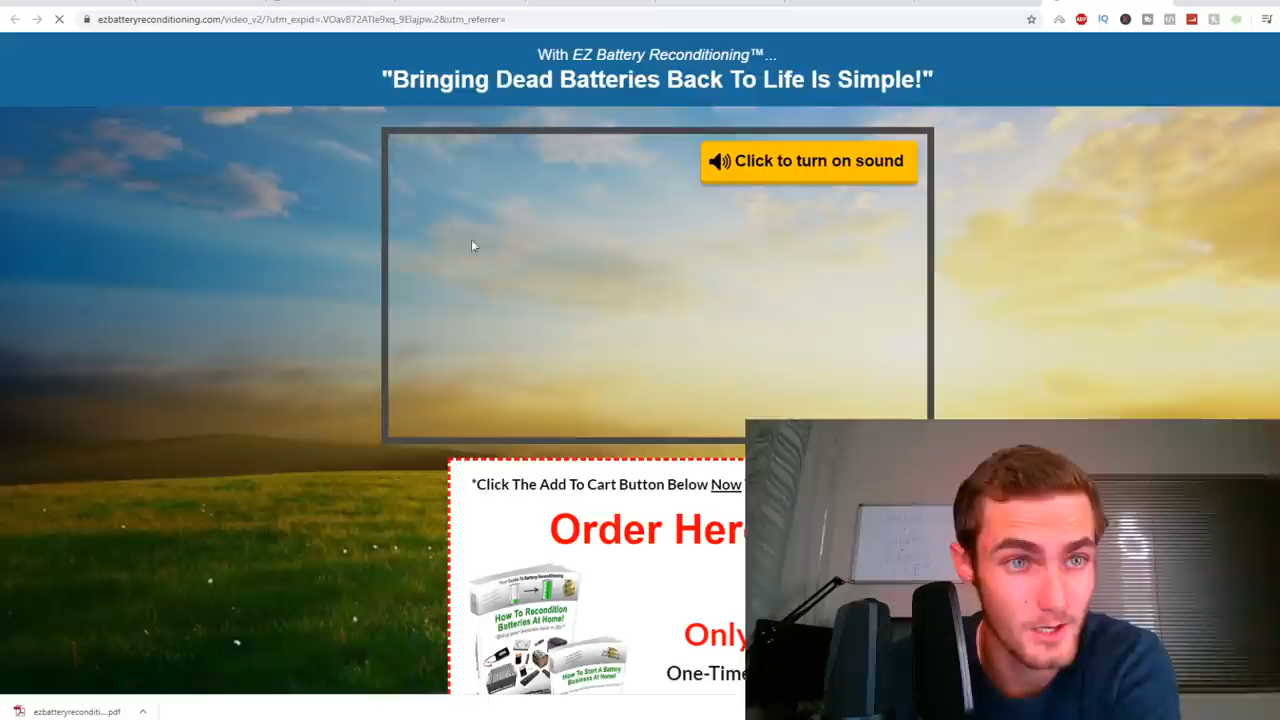 ezbatteryreconditioning.com/video_v2/?utm_expid=.VOavB72ATle9xq_9Elajpw.2&utm_referrer=
With EZ Battery Reconditioning™...
"Bringing Dead Batteries Back To Life Is Simple!"
Click to turn on sound
*Click The Add To Cart Button Below Now
Order Here
How To Recondition
Batteries At Home!
Only
One-Time
How To Start A Battery
Business At Home!
ezbatteryreconditi....pdf